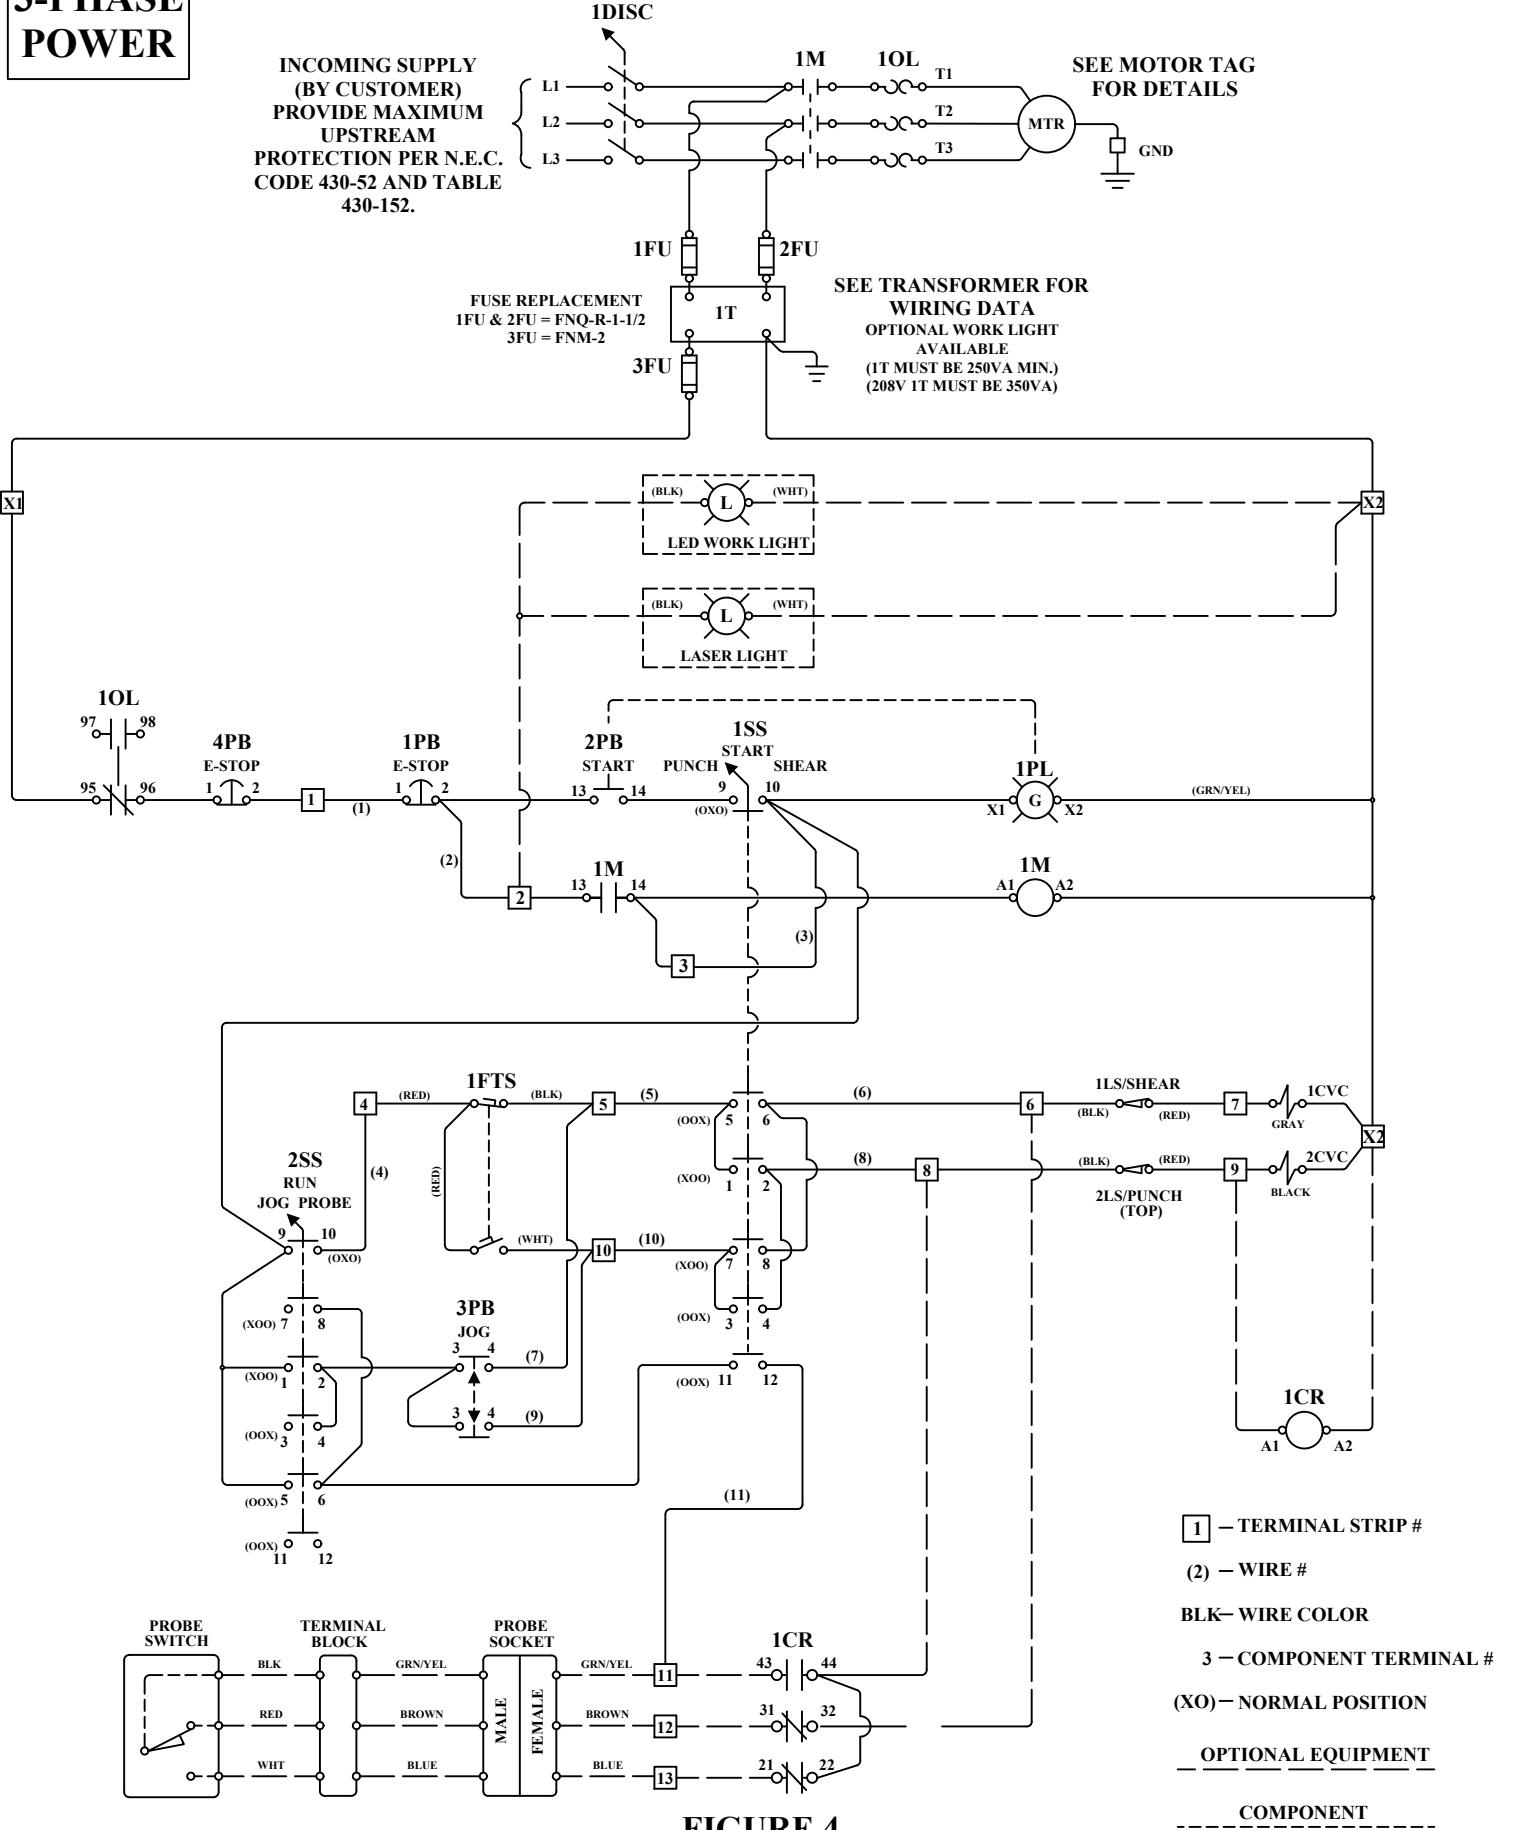 3-PHASE
POWER
1DISC
INCOMING SUPPLY
(BY CUSTOMER)
PROVIDE MAXIMUM
UPSTREAM
PROTECTION PER N.E.C.
CODE 430-52 AND TABLE
430-152.
L1
L2
L3
1M
1OL
T1
T2
T3
MTR
SEE MOTOR TAG
FOR DETAILS
GND
1FU
2FU
FUSE REPLACEMENT
1FU & 2FU = FNQ-R-1-1/2
3FU = FNM-2
1T
3FU
SEE TRANSFORMER FOR
WIRING DATA
OPTIONAL WORK LIGHT
AVAILABLE
(1T MUST BE 250VA MIN.)
(208V 1T MUST BE 350VA)
X1
(BLK)
L
(WHT)
LED WORK LIGHT
X2
(BLK)
L
(WHT)
LASER LIGHT
1OL
97
98
95
96
4PB
E-STOP
1 2
1
(1)
1PB
E-STOP
1 2
(2)
2PB
START
13 14
1SS
START
PUNCH
SHEAR
9 10
(OXO)
1PL
X1
G
X2
(GRN/YEL)
2
1M
13 14
3
(3)
1M
A1 A2
4
(RED)
1FTS
(BLK)
5
(5)
(OOX)
5
6
(6)
6
1LS/SHEAR
(BLK)
(RED)
7
1CVC
GRAY
X2
(4)
(RED)
(XOO)
1
2
(8)
8
(BLK)
(RED)
2LS/PUNCH
(TOP)
9
2CVC
BLACK
2SS
RUN
JOG PROBE
9 10
(OXO)
(WHT)
10
(10)
(XOO)
7
8
(XOO)
7
8
3PB
JOG
3 4
(7)
(OOX)
3
4
(XOO)
1
2
(OOX)
11
12
(OOX)
3
4
3 4
(9)
1CR
A1
A2
(OOX)
5
6
(11)
(OOX)
11
12
1 – TERMINAL STRIP #
(2) – WIRE #
BLK– WIRE COLOR
3 – COMPONENT TERMINAL #
(XO) – NORMAL POSITION
OPTIONAL EQUIPMENT
COMPONENT
PROBE
SWITCH
TERMINAL
BLOCK
PROBE
SOCKET
1CR
BLK
GRN/YEL
GRN/YEL
11
43
44
RED
BROWN
MALE
FEMALE
BROWN
12
31
32
WHT
BLUE
BLUE
13
21
22
FIGURE 4